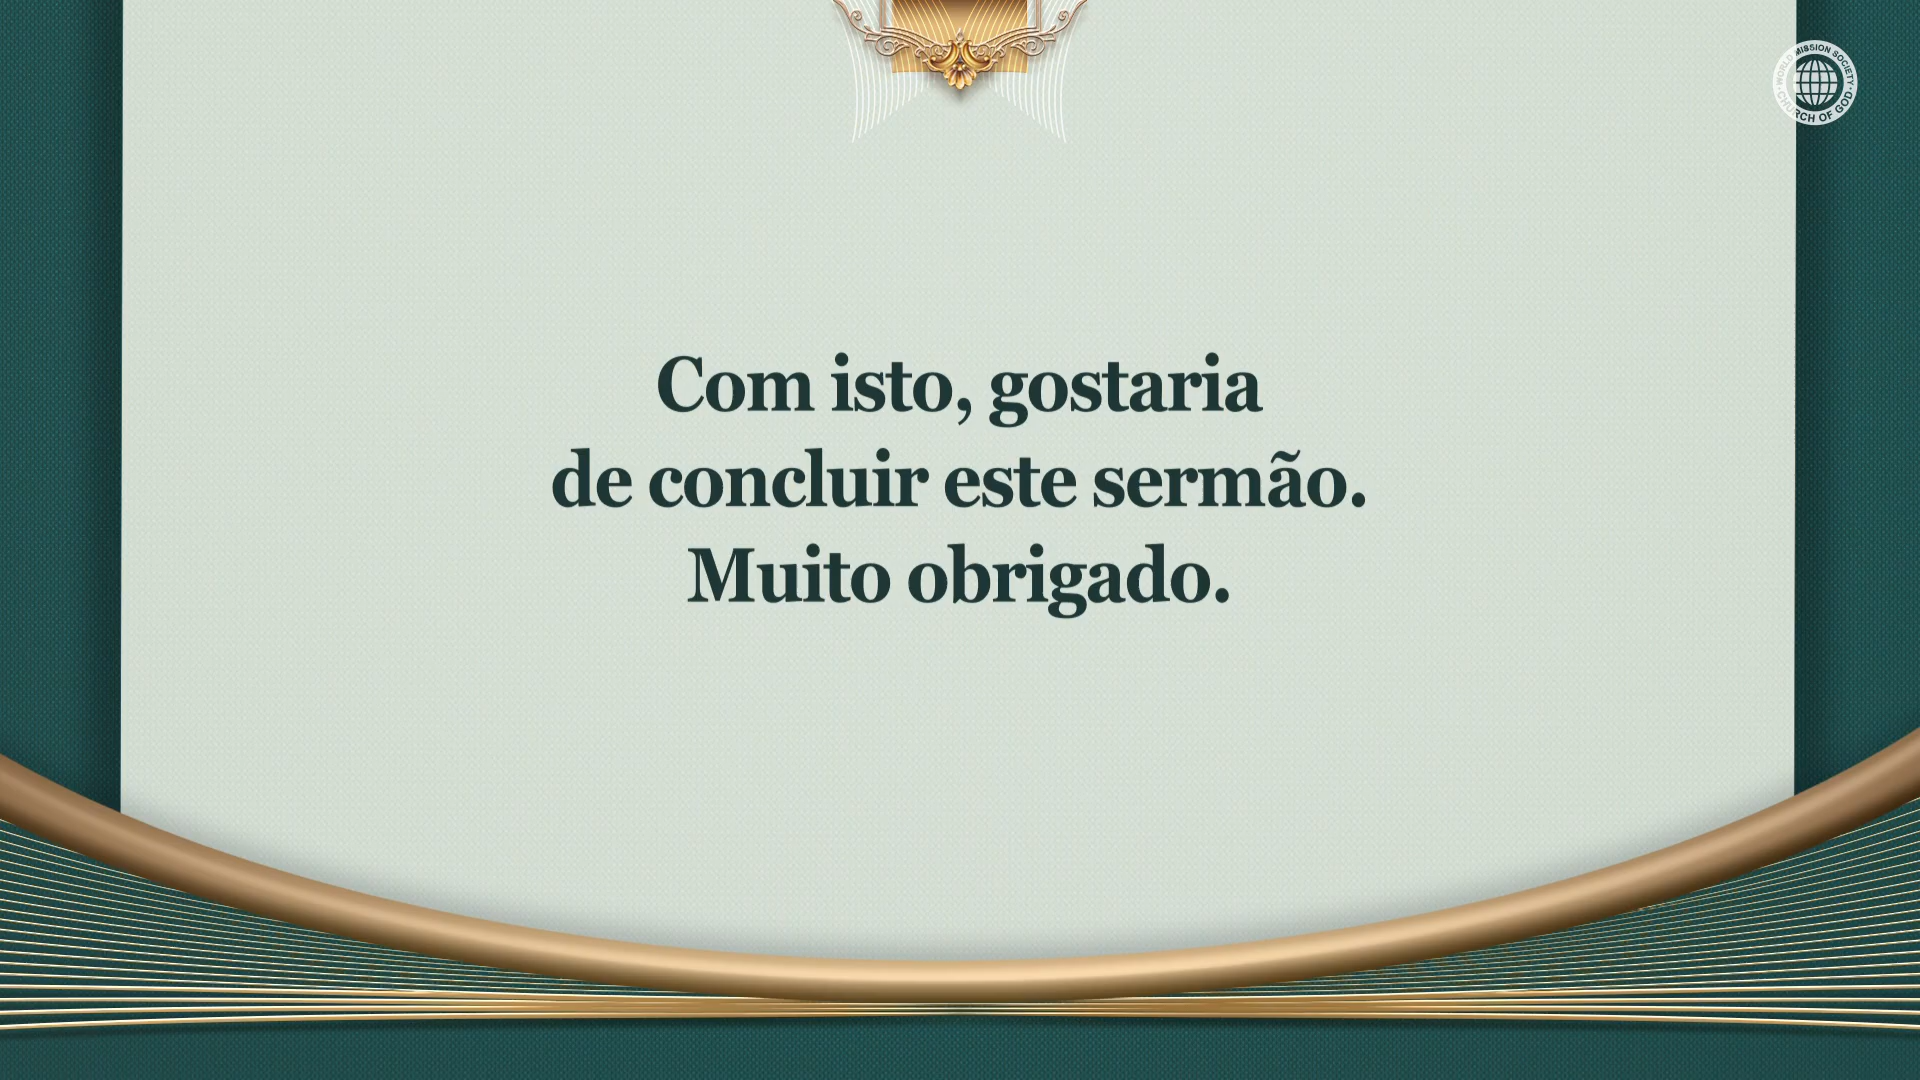 WORLD MISSION SOCIETY
CHURCH OF GOD
Com isto, gostaria
de concluir este sermão.
Muito obrigado.